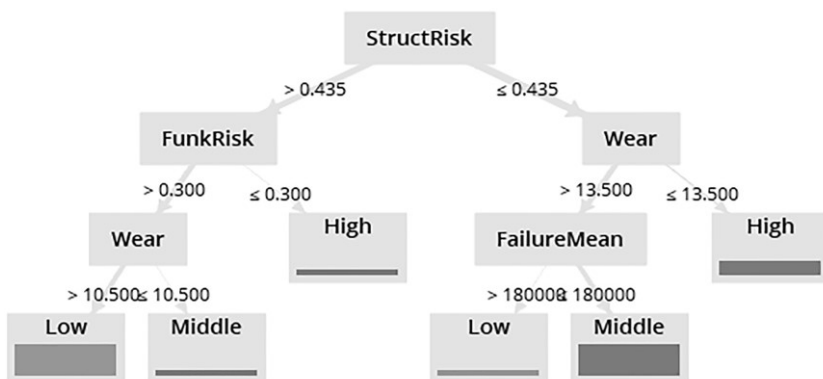 StructRisk
> 0.435 ≤ 0.435
FunkRisk Wear
> 0.300 ≤ 0.300 > 13.500 ≤ 13.500
Wear High FailureMean High
> 10.500 ≤ 10.500 > 180000 ≤ 180000
Low Middle Low Middle